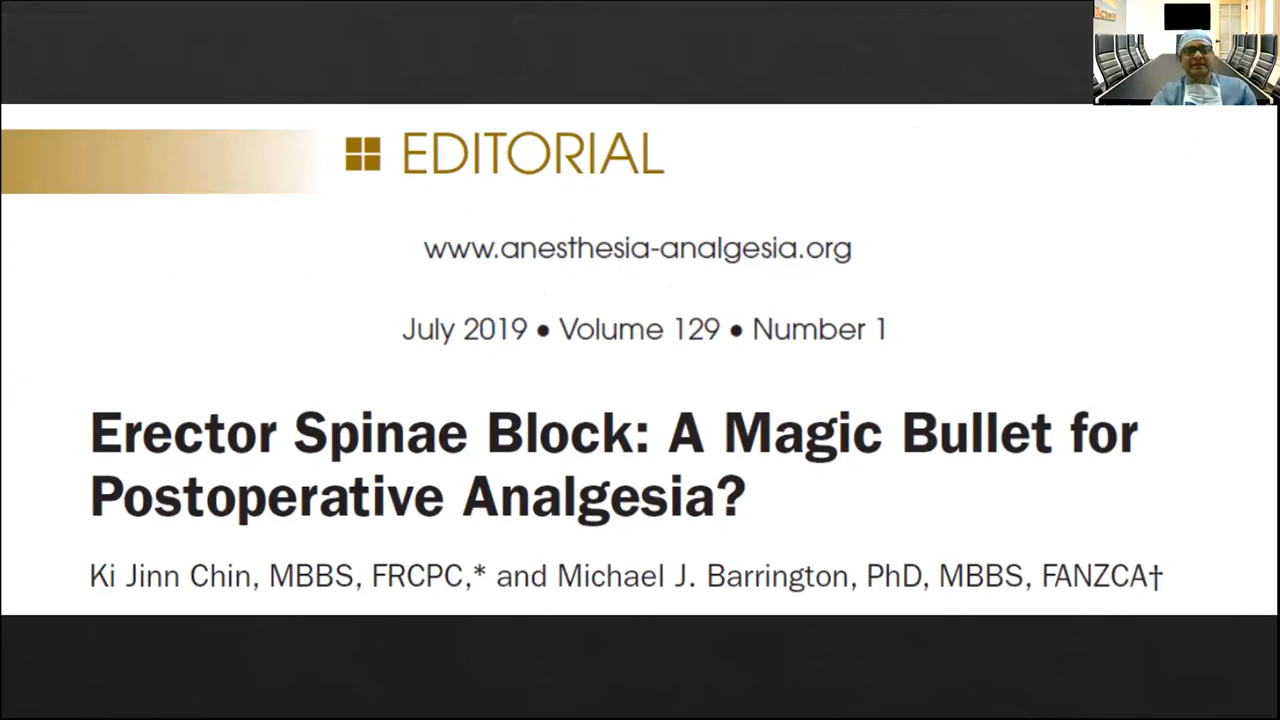 EDITORIAL
www.anesthesia-analgesia.org
July 2019 • Volume 129 • Number 1
Erector Spinae Block: A Magic Bullet for
Postoperative Analgesia?
Ki Jinn Chin, MBBS, FRCPC,* and Michael J. Barrington, PhD, MBBS, FANZCA†